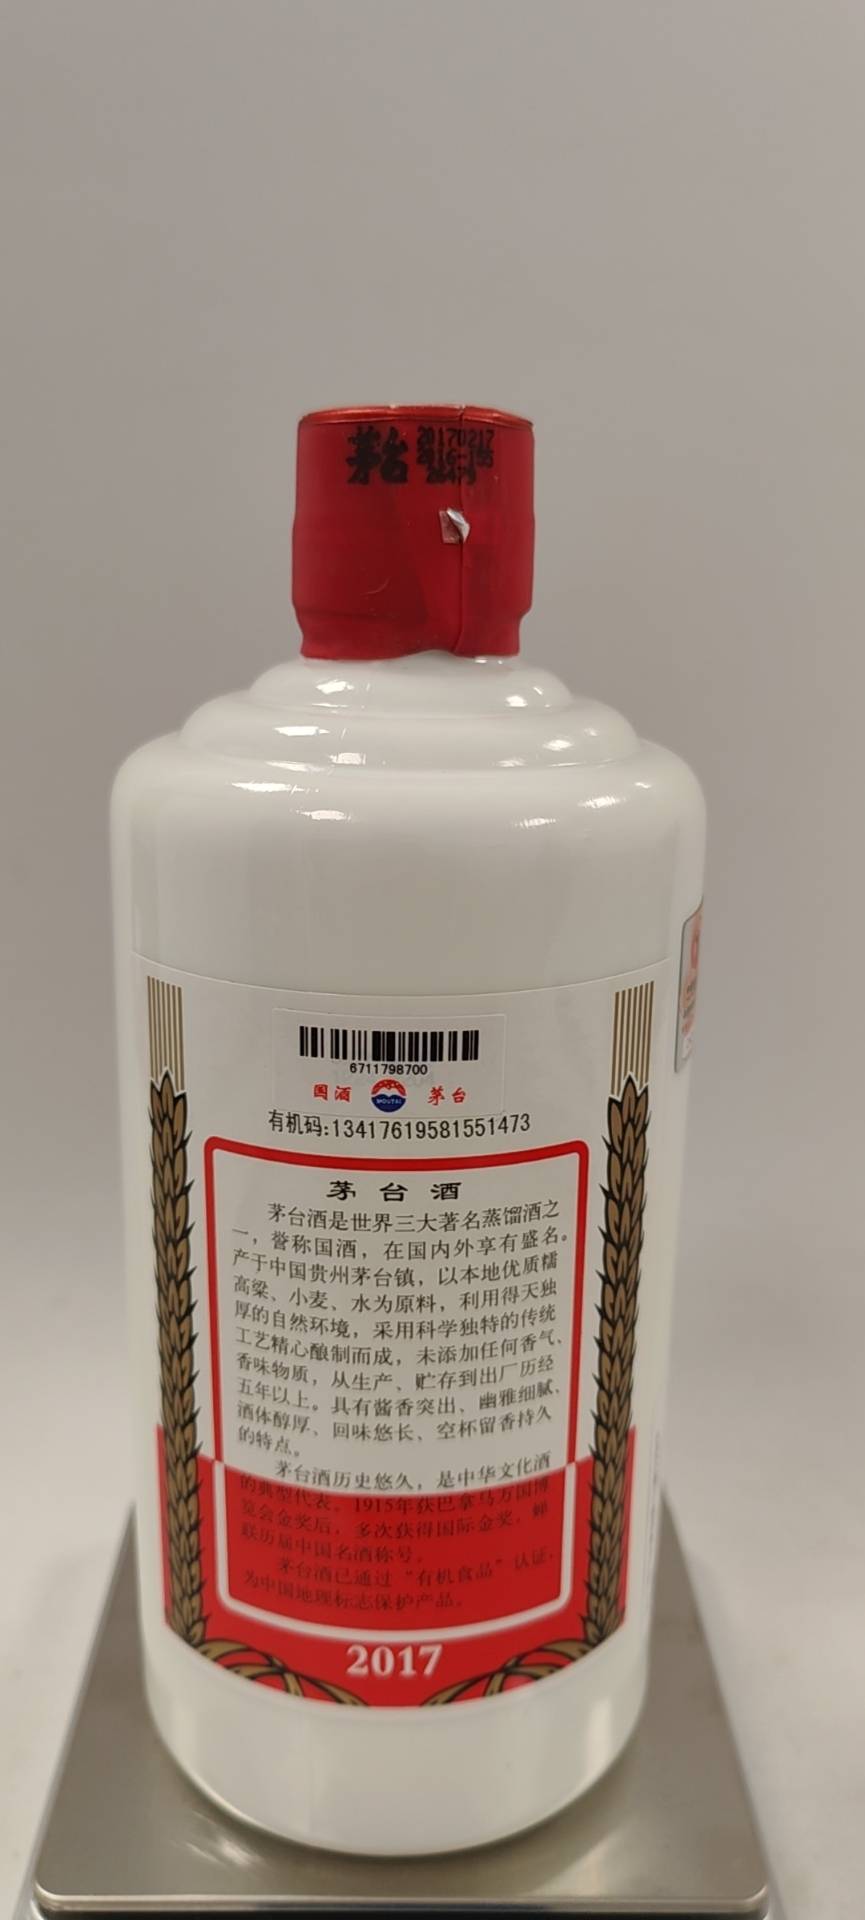 茅台 20170217
6711798700
国酒 MOUTAI 茅台
有机码:13417619581551473
茅台酒
茅台酒是世界三大著名蒸馏酒之
一，誉称国酒，在国内外享有盛名。
产于中国贵州茅台镇，以本地优质糯
高粱、小麦、水为原料，利用得天独
厚的自然环境，采用科学独特的传统
工艺精心酿制而成，未添加任何香气、
香味物质，从生产、贮存到出厂历经
五年以上。具有酱香突出、幽雅细腻、
酒体醇厚、回味悠长、空杯留香持久
的特点。
茅台酒历史悠久，是中华文化酒
的典型代表。1915年获巴拿马万国博
览会金奖后，多次获得国际金奖，蝉
联历届中国名酒称号。
茅台酒已通过“有机食品”认证，
为中国地理标志保护产品。
2017